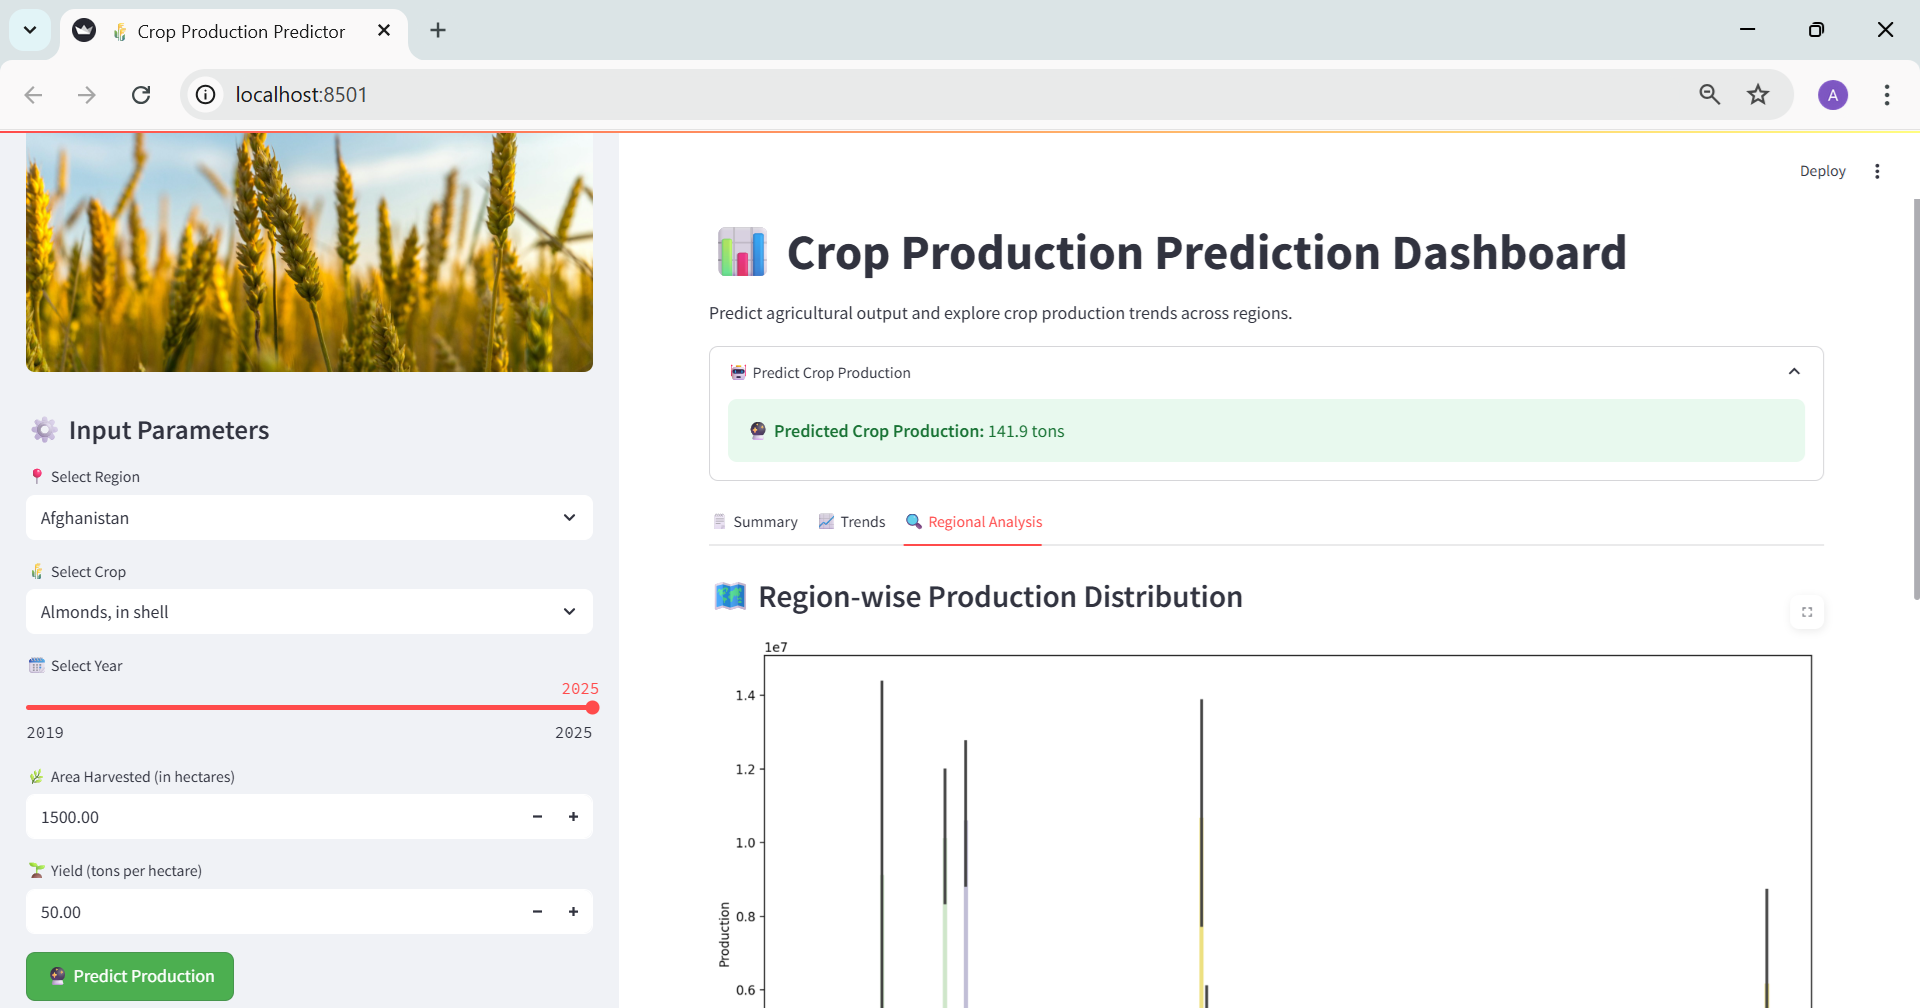 Crop Production Predictor
localhost:8501
A
Deploy
Input Parameters
Select Region
Afghanistan
Select Crop
Almonds, in shell
Select Year
2025
2019 2025
Area Harvested (in hectares)
1500.00
Yield (tons per hectare)
50.00
Predict Production
Crop Production Prediction Dashboard
Predict agricultural output and explore crop production trends across regions.
Predict Crop Production
Predicted Crop Production: 141.9 tons
Summary Trends Regional Analysis
Region-wise Production Distribution
1e7
1.4
1.2
1.0
0.8
0.6
Production